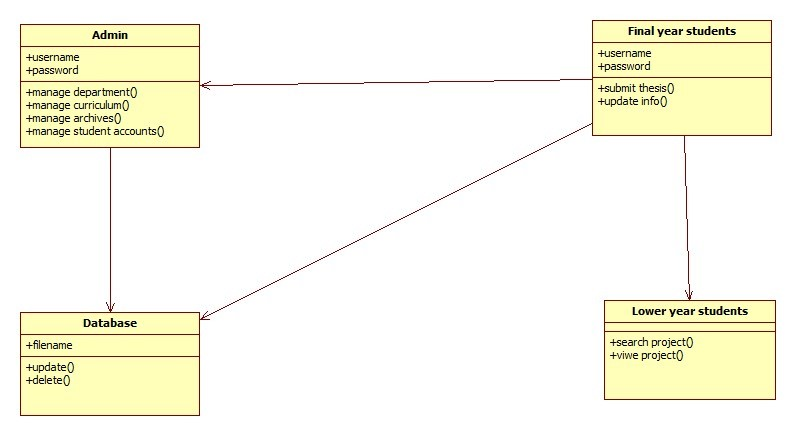 Admin
+username
+password
+manage department()
+manage curriculum()
+manage archives()
+manage student accounts()
Final year students
+username
+password
+submit thesis()
+update info()
Database
+filename
+update()
+delete()
Lower year students
+search project()
+viwe project()